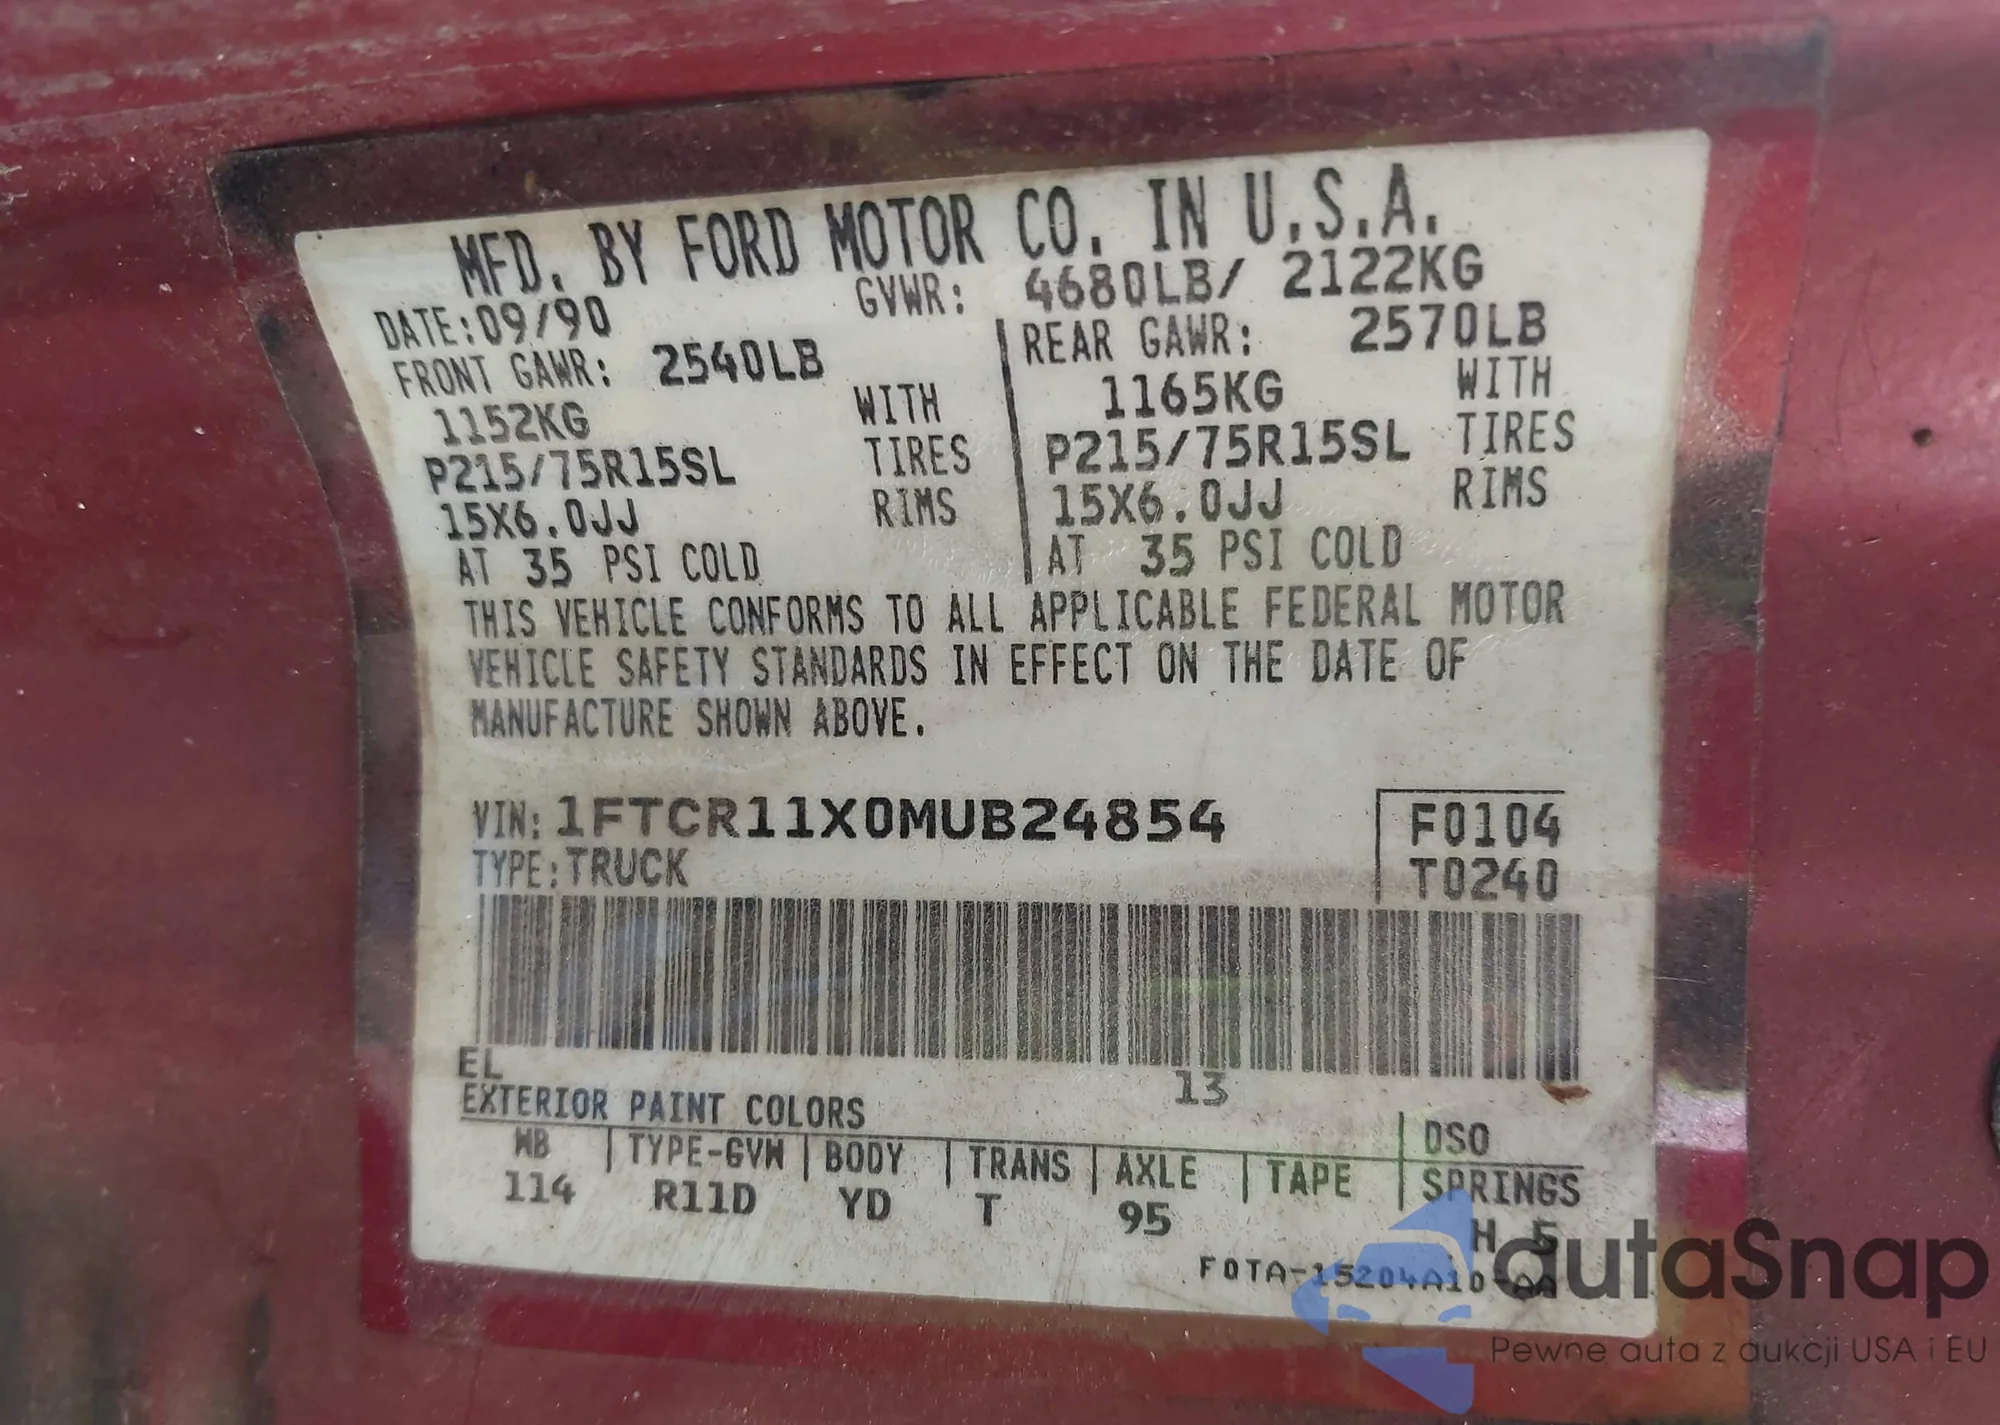 MFD. BY FORD MOTOR CO. IN U.S.A.
DATE: 09/90 GVWR: 4680LB/ 2122KG
FRONT GAWR: 2540LB REAR GAWR: 2570LB
1152KG WITH 1165KG WITH
P215/75R15SL TIRES P215/75R15SL TIRES
15X6.0JJ RIMS 15X6.0JJ RIMS
AT 35 PSI COLD AT 35 PSI COLD
THIS VEHICLE CONFORMS TO ALL APPLICABLE FEDERAL MOTOR
VEHICLE SAFETY STANDARDS IN EFFECT ON THE DATE OF
MANUFACTURE SHOWN ABOVE.
VIN: 1FTCR11X0MUB24854 F0104
TYPE: TRUCK T0240
EL 13
EXTERIOR PAINT COLORS DSO
WB TYPE-GVW BODY TRANS AXLE TAPE SPRINGS
114 R11D YD T 95 H 5
F0TA-15204A10-AA
autaSnap
Pewne auta z aukcji USA i EU